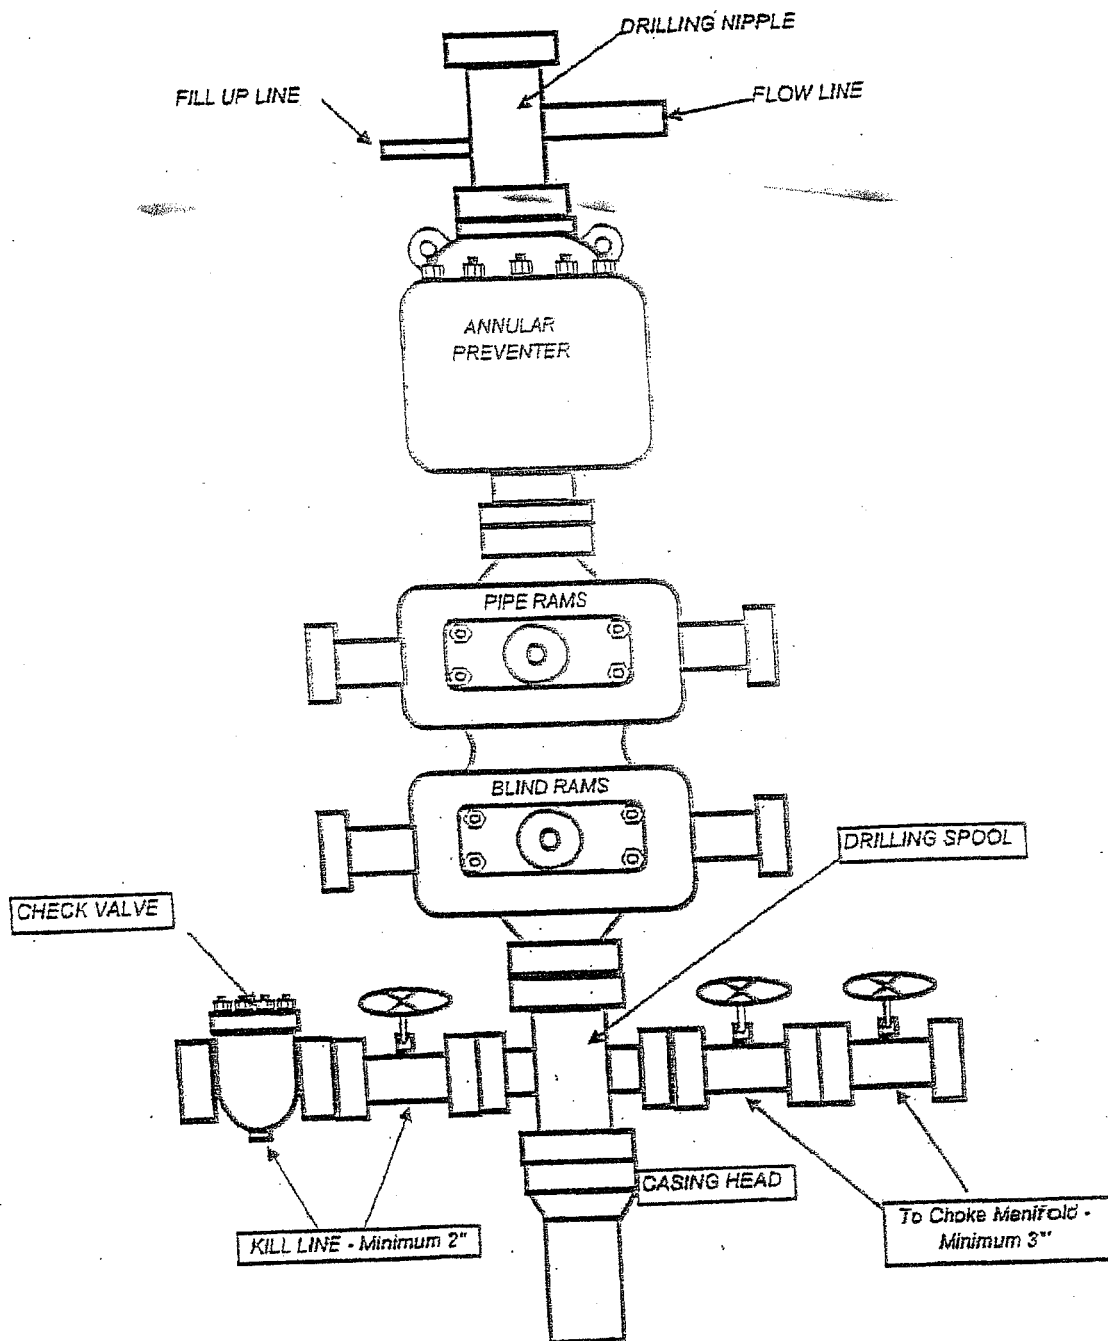 DRILLING NIPPLE
FILL UP LINE
FLOW LINE
ANNULAR
PREVENTER
PIPE RAMS
BLIND RAMS
DRILLING SPOOL
CHECK VALVE
CASING HEAD
KILL LINE - Minimum 2"
To Choke Manifold -
Minimum 3"